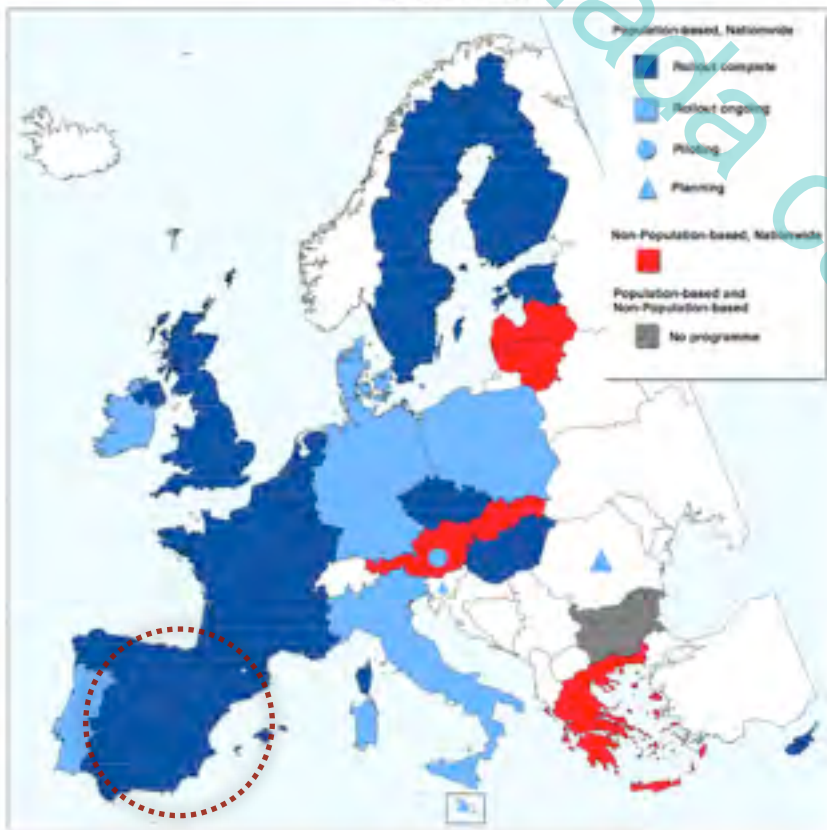 Population-based, Nationwide
Rollout complete
Rollout ongoing
Piloting
Planning
Non-Population-based, Nationwide
Population-based and
Non-Population-based
No programme